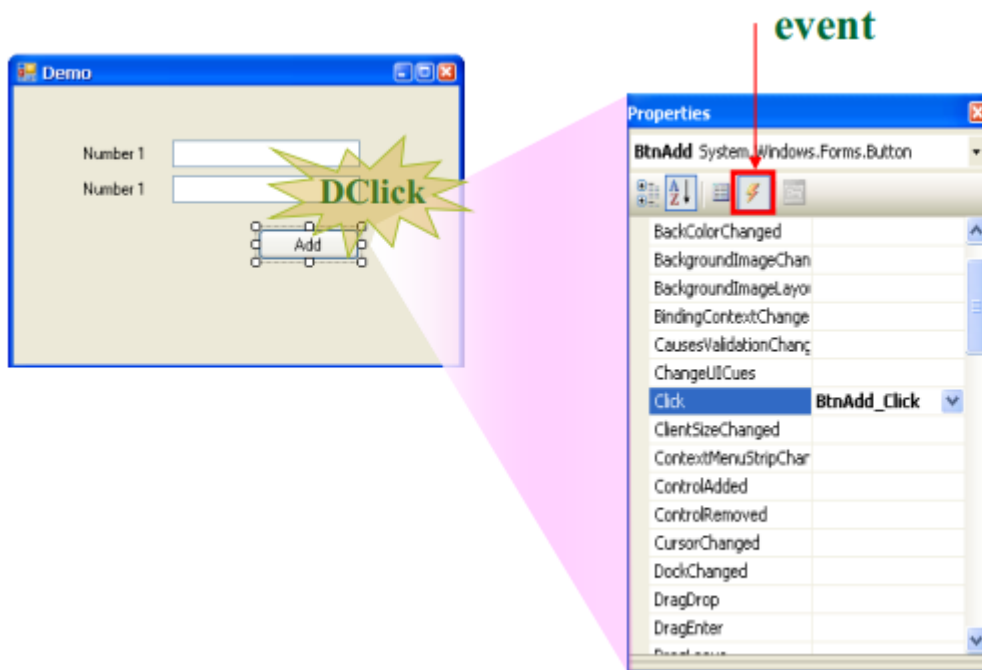 event
Demo
Number 1
Number 1
DClick
Add
Properties
BtnAdd System.Windows.Forms.Button
BackColorChanged
BackgroundImageChan
BackgroundImageLayou
BindingContextChange
CausesValidationChang
ChangeUICues
Click BtnAdd_Click
ClientSizeChanged
ContextMenuStripChar
ControlAdded
ControlRemoved
CursorChanged
DockChanged
DragDrop
DragEnter